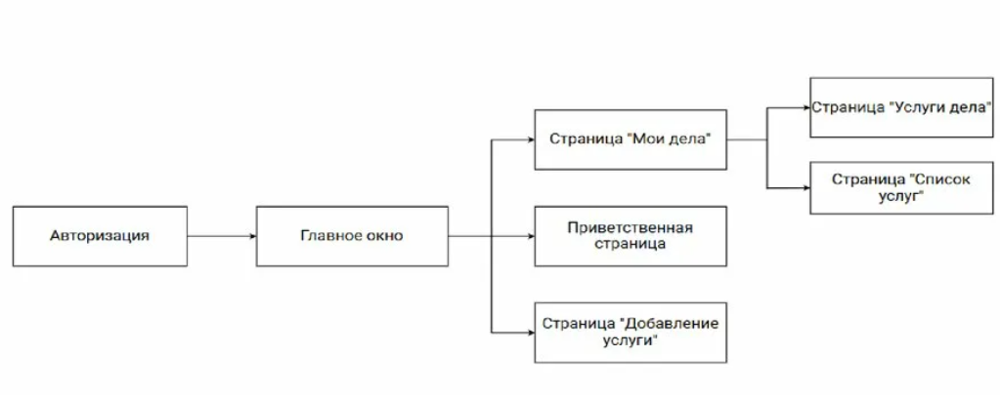 Авторизация
Главное окно
Страница "Мои дела"
Приветственная
страница
Страница "Добавление
услуги"
Страница "Услуги дела"
Страница "Список
услуг"